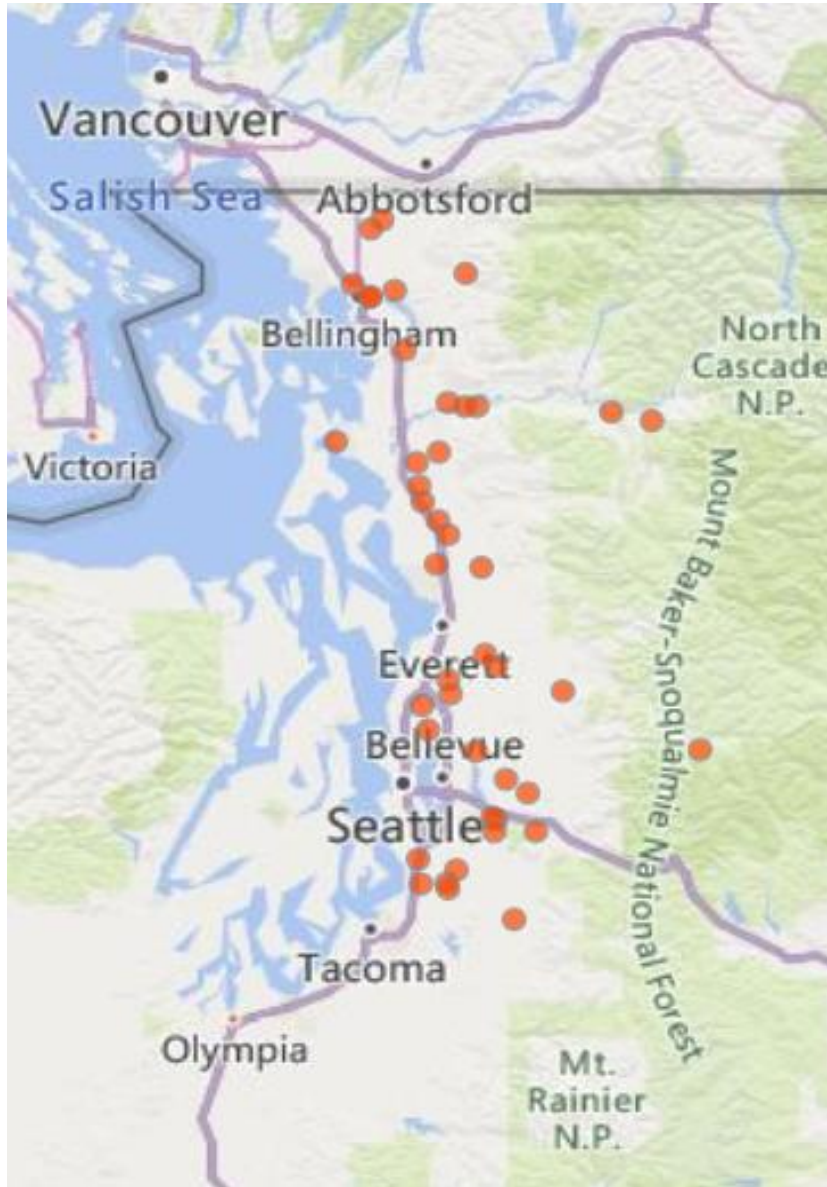 Vancouver
Salish Sea
Abbotsford
Bellingham
North
Cascade
N.P.
Victoria
Mount Baker-Snoqualmie National Forest
Everett
Bellevue
Seattle
Tacoma
Olympia
Mt.
Rainier
N.P.